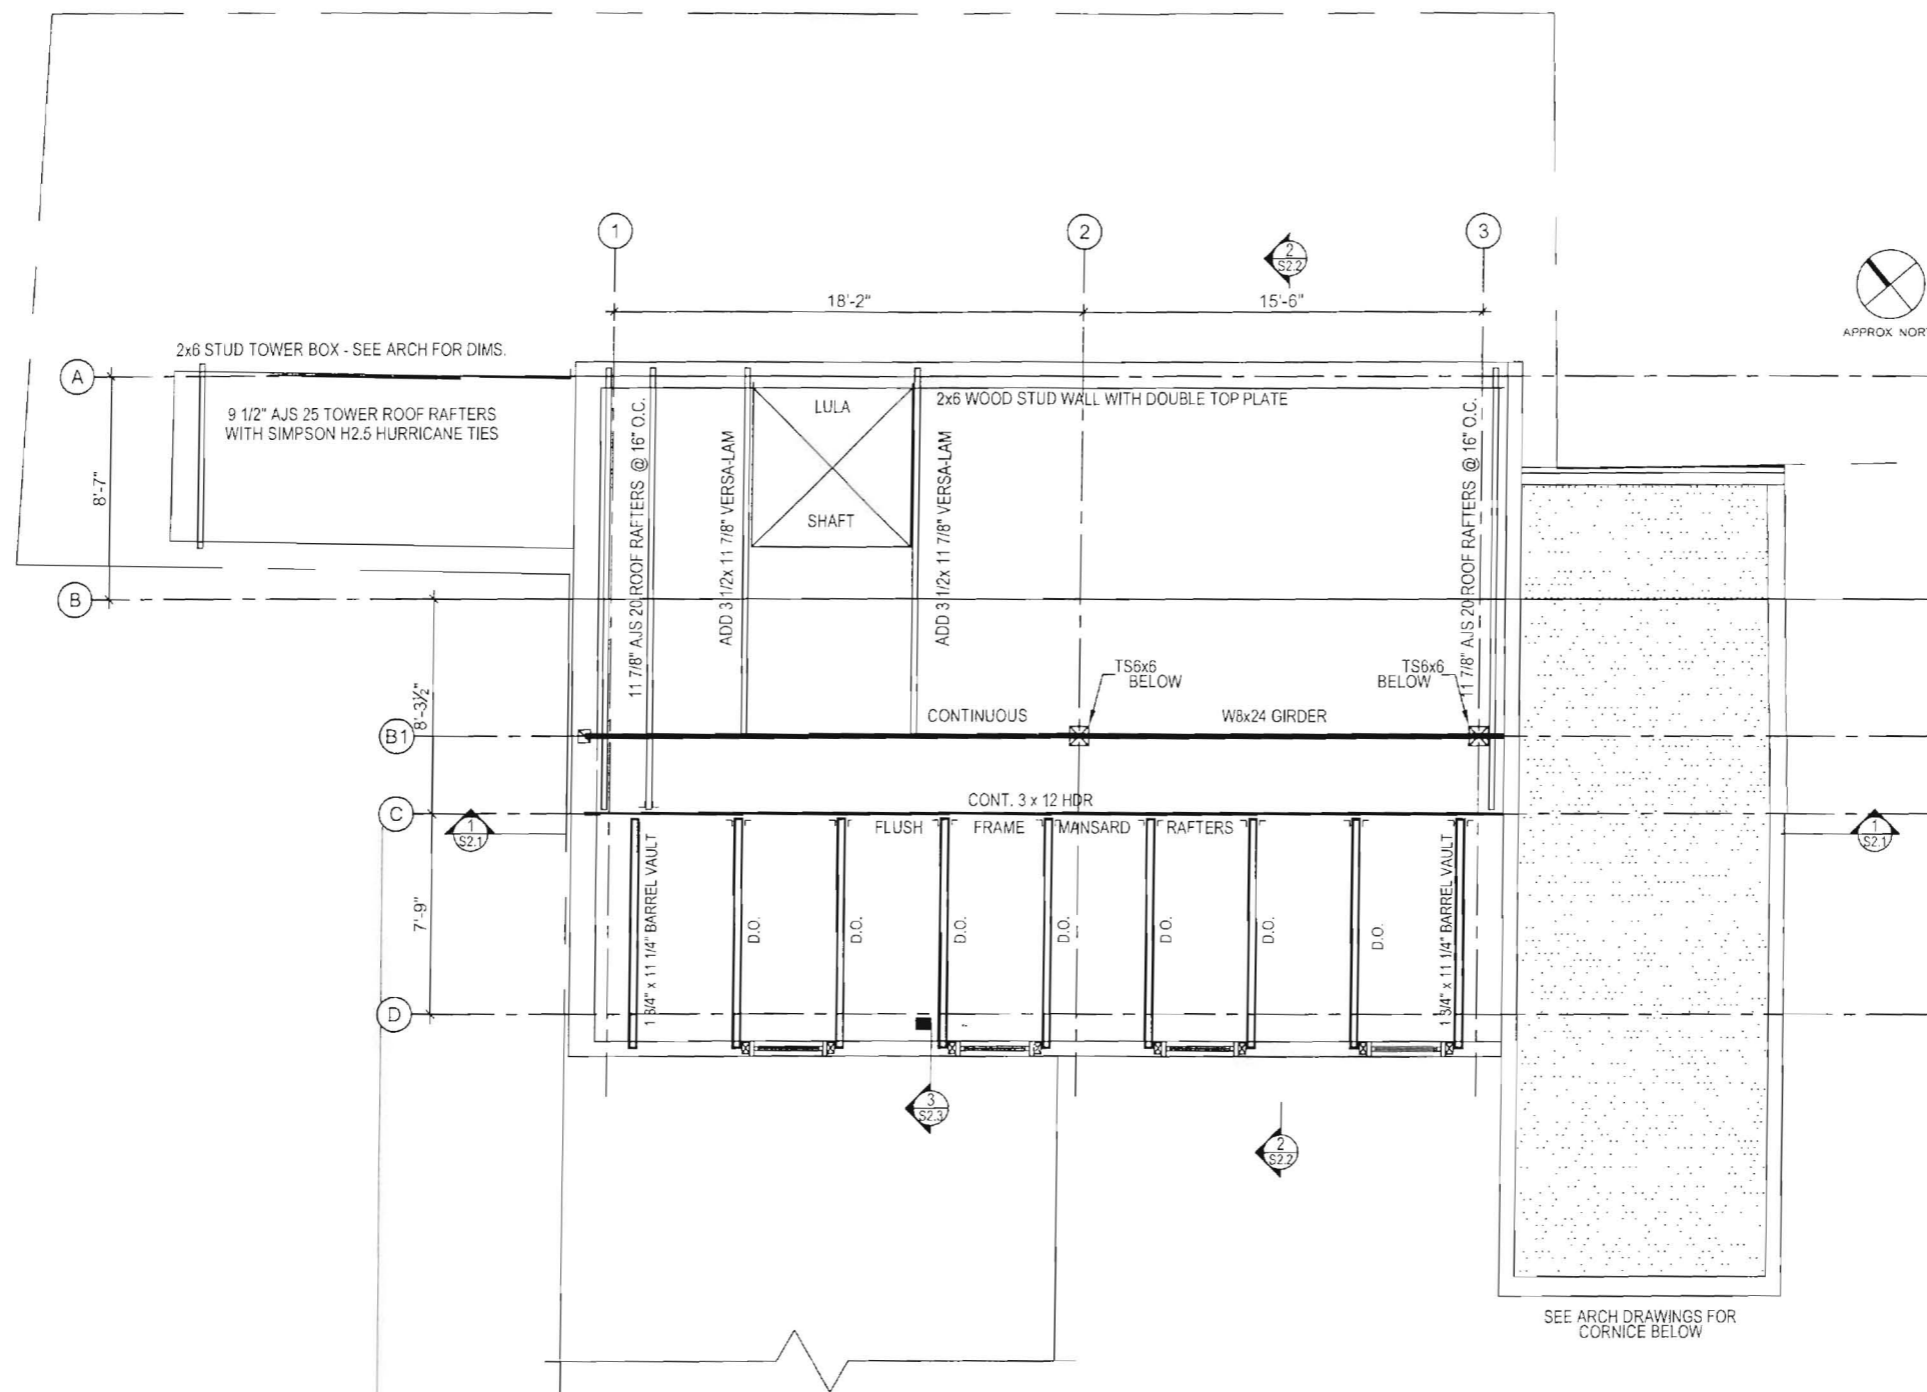 1
2
3
2
S2.2
18'-2"
15'-6"
APPROX NOR
2x6 STUD TOWER BOX - SEE ARCH FOR DIMS.
A
9 1/2" AJS 25 TOWER ROOF RAFTERS
WITH SIMPSON H2.5 HURRICANE TIES
8'-7"
B
LULA
SHAFT
2x6 WOOD STUD WALL WITH DOUBLE TOP PLATE
11 7/8" AJS 20 ROOF RAFTERS @ 16" O.C.
ADD 3 1/2x 11 7/8" VERSA-LAM
ADD 3 1/2x 11 7/8" VERSA-LAM
11 7/8" AJS 20 ROOF RAFTERS @ 16" O.C.
TS6x6
BELOW
TS6x6
BELOW
8'-3½"
B1
CONTINUOUS
W8x24 GIRDER
C
CONT. 3 x 12 HDR
FLUSH FRAME MANSARD RAFTERS
1
S2.1
1
S2.1
7'-9"
1 3/4" x 11 1/4" BARREL VAULT
D.O.
D.O.
D.O.
D.O.
D.O.
D.O.
D.O.
1 3/4" x 11 1/4" BARREL VAULT
D
3
S2.3
2
S2.2
SEE ARCH DRAWINGS FOR
CORNICE BELOW